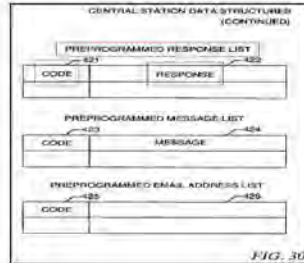 CENTRAL STATION DATA STRUCTURES
(CONTINUED)
PREPROGRAMMED RESPONSE LIST
421 422
CODE RESPONSE
PREPROGRAMMED MESSAGE LIST
423 424
CODE MESSAGE
PREPROGRAMMED EMAIL ADDRESS LIST
425 426
CODE
FIG. 30